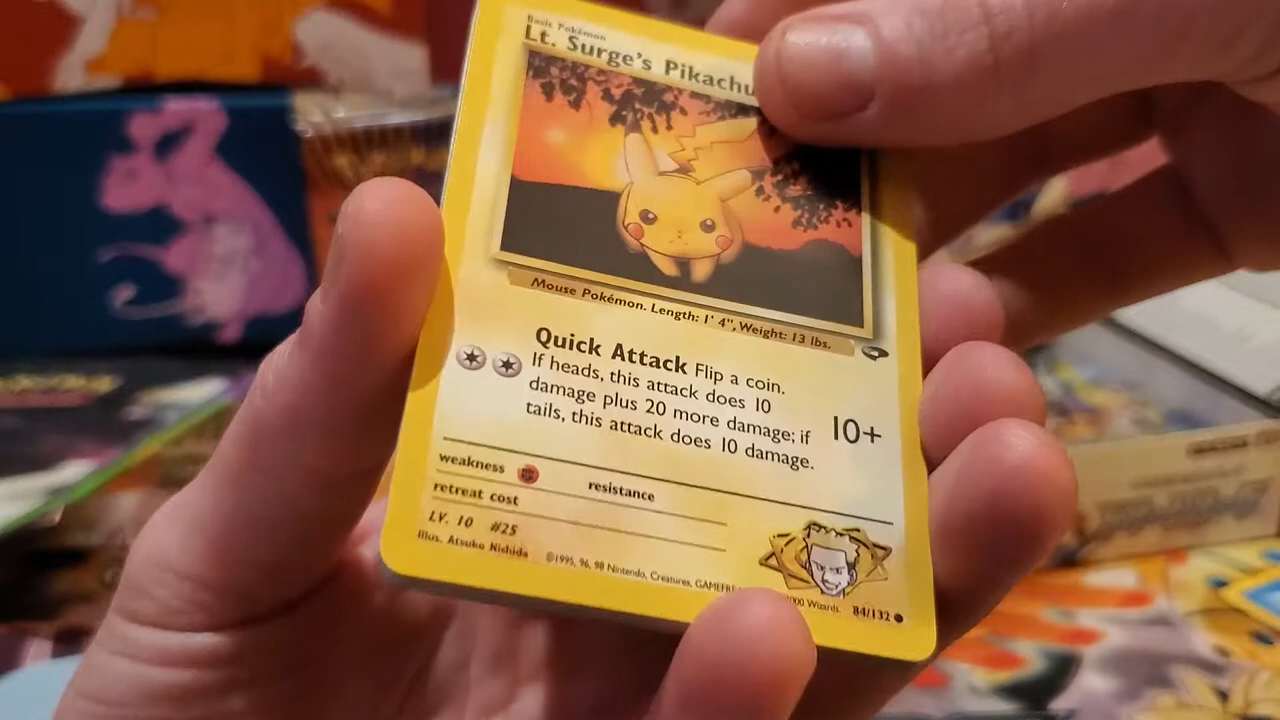 Basic Pokémon
Lt. Surge's Pikachu
Mouse Pokémon. Length: 1' 4", Weight: 13 lbs.
Quick Attack Flip a coin.
If heads, this attack does 10
damage plus 20 more damage; if
tails, this attack does 10 damage.
10+
weakness
resistance
retreat cost
LV. 10 #25
Illus. Atsuko Nishida
©1995, 96, 98 Nintendo, Creatures, GAMEFRE
2000 Wizards.
84/132